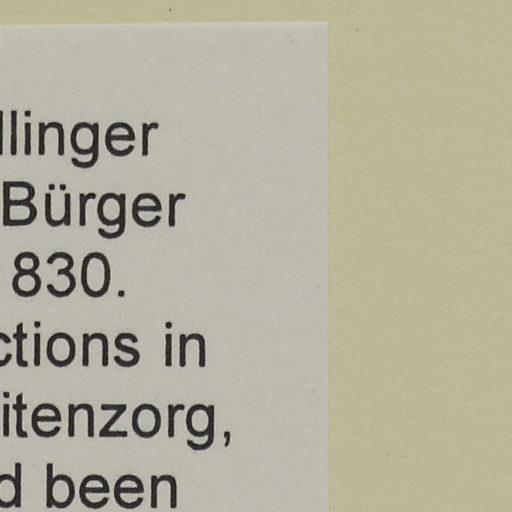 llinger
Bürger
830.
ctions in
itenzorg,
d been